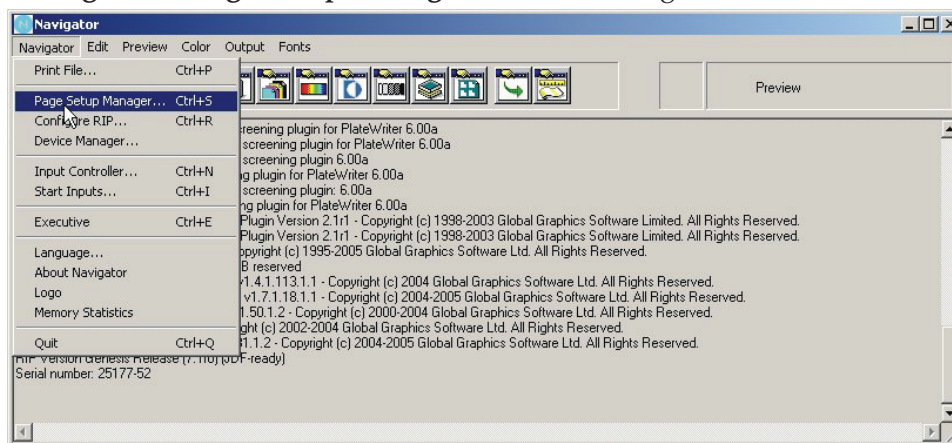 Navigator
Navigator Edit Preview Color Output Fonts
Print File... Ctrl+P
Page Setup Manager... Ctrl+S
Configure RIP... Ctrl+R
Device Manager...
Input Controller... Ctrl+N
Start Inputs... Ctrl+I
Executive Ctrl+E
Language...
About Navigator
Logo
Memory Statistics
Quit Ctrl+Q
Preview
screening plugin for PlateWriter 6.00a
screening plugin for PlateWriter 6.00a
screening plugin 6.00a
plugin for PlateWriter 6.00a
screening plugin: 6.00a
plugin for PlateWriter 6.00a
Plugin Version 2.1r1 - Copyright (c) 1998-2003 Global Graphics Software Limited. All Rights Reserved.
Plugin Version 2.1r1 - Copyright (c) 1998-2003 Global Graphics Software Limited. All Rights Reserved.
(c) 1995-2005 Global Graphics Software Ltd. All Rights Reserved.
B reserved
v1.4.1.113.1.1 - Copyright (c) 2004 Global Graphics Software Ltd. All Rights Reserved.
v1.7.1.18.1.1 - Copyright (c) 2004-2005 Global Graphics Software Ltd. All Rights Reserved.
1.50.1.2 - Copyright (c) 2000-2004 Global Graphics Software Ltd. All Rights Reserved.
(c) 2002-2004 Global Graphics Software Ltd. All Rights Reserved.
1.1.2 - Copyright (c) 2004-2005 Global Graphics Software Ltd. All Rights Reserved.
RIP Version Genesis Release (7.1r0) (JDF-ready)
Serial number: 25177-52